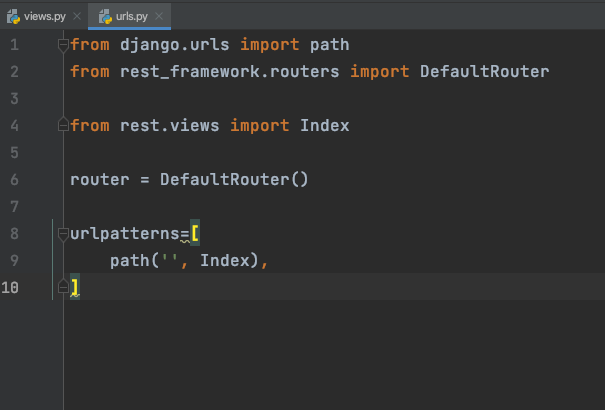 views.py urls.py
1 from django.urls import path
2 from rest_framework.routers import DefaultRouter
3
4 from rest.views import Index
5
6 router = DefaultRouter()
7
8 urlpatterns=[
9     path('', Index),
10 ]